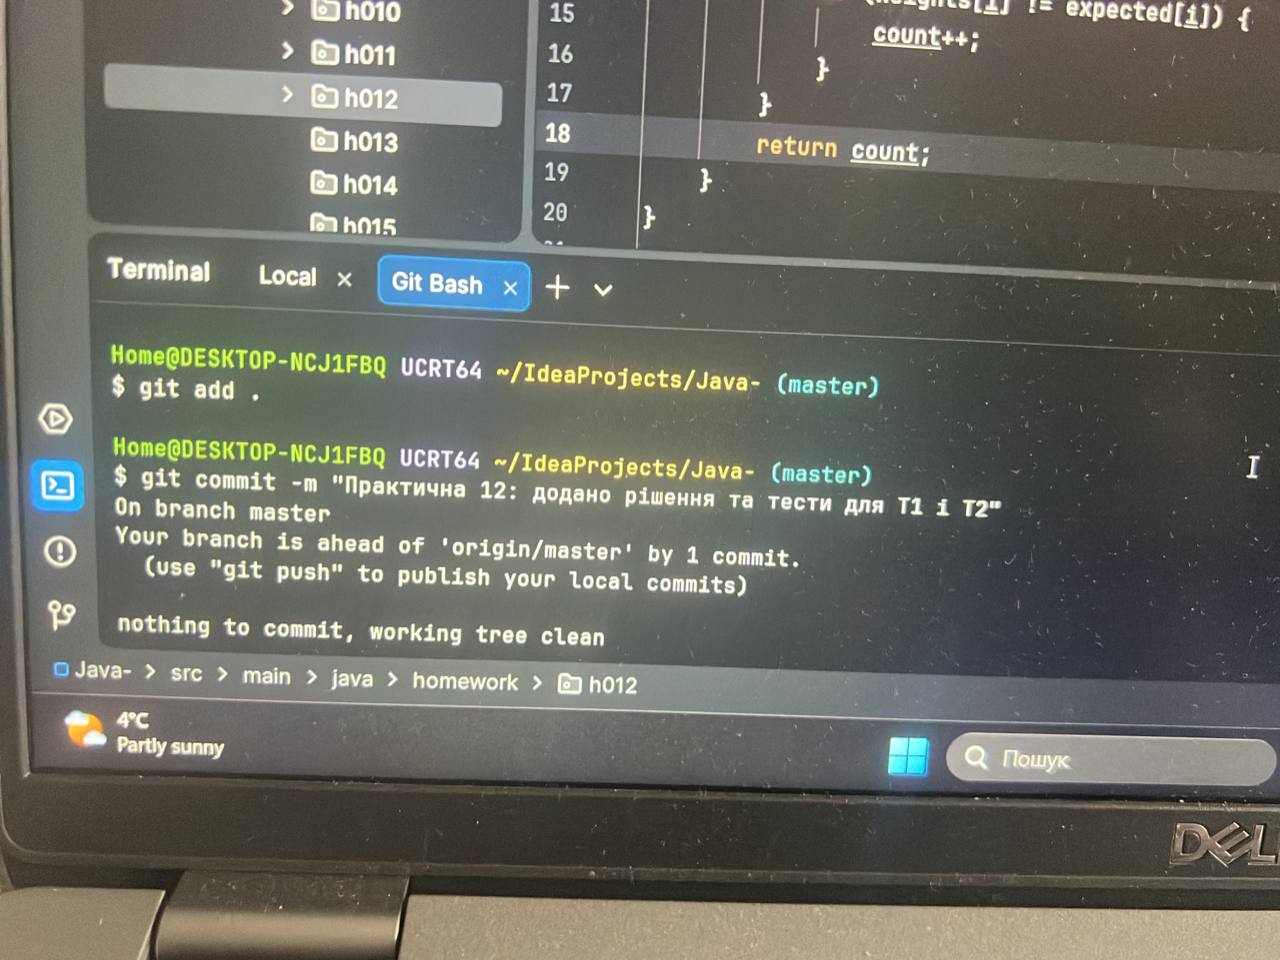 h010
h011
h012
h013
h014
h015
15
16
17
18
19
20
!= expected[i]) {
count++;
}
}
return count;
}
}
Terminal
Local ×
Git Bash ×
Home@DESKTOP-NCJ1FBQ UCRT64 ~/IdeaProjects/Java- (master)
$ git add .
Home@DESKTOP-NCJ1FBQ UCRT64 ~/IdeaProjects/Java- (master)
$ git commit -m "Практична 12: додано рішення та тести для T1 і T2"
On branch master
Your branch is ahead of 'origin/master' by 1 commit.
(use "git push" to publish your local commits)
nothing to commit, working tree clean
Java- > src > main > java > homework > h012
4°C
Partly sunny
Пошук
DELL